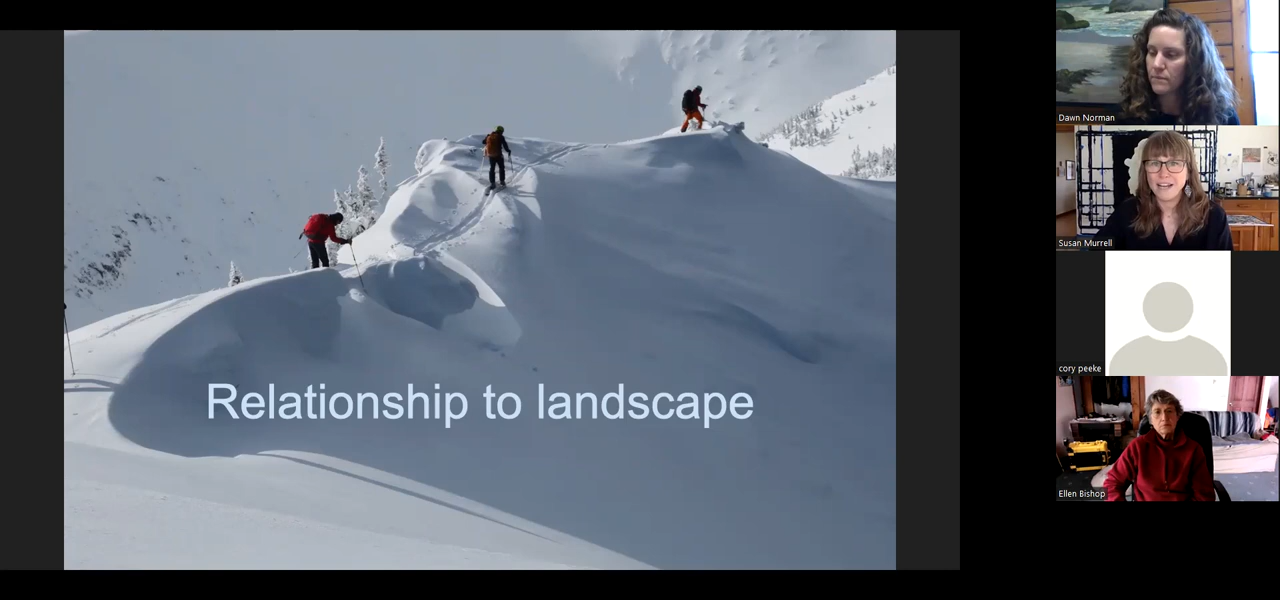 Relationship to landscape
Dawn Norman
Susan Murrell
cory peeke
Ellen Bishop